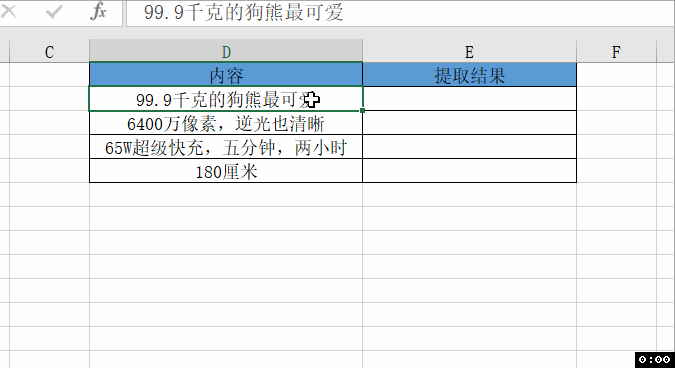 fx 99.9千克的狗熊最可爱
C D E F
内容 提取结果
99.9千克的狗熊最可爱
6400万像素，逆光也清晰
65W超级快充，五分钟，两小时
180厘米
0:00